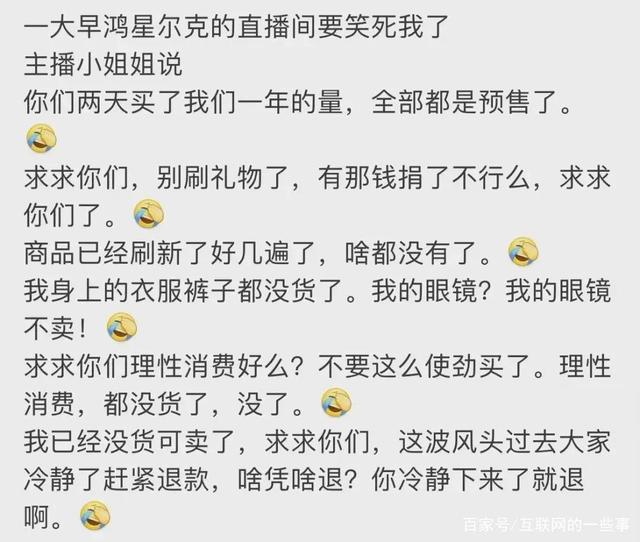 一大早鸿星尔克的直播间要笑死我了
主播小姐姐说
你们两天买了我们一年的量，全部都是预售了。
🤣
求求你们，别刷礼物了，有那钱捐了不行么，求求
你们了。🤣
商品已经刷新了好几遍了，啥都没有了。🤣
我身上的衣服裤子都没货了。我的眼镜？我的眼镜
不卖！🤣
求求你们理性消费好么？不要这么使劲买了。理性
消费，都没货了，没了。🤣
我已经没货可卖了，求求你们，这波风头过去大家
冷静了赶紧退款，啥凭啥退？你冷静下来了就退
啊。🤣
百家号/互联网的一些事